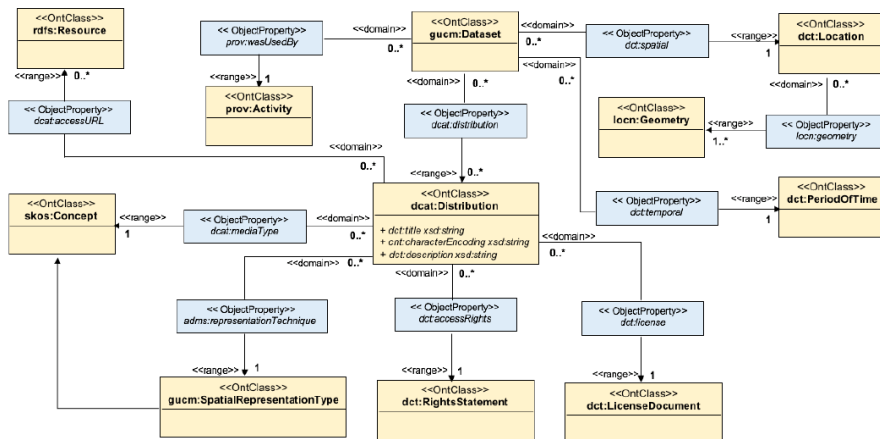 <<OntClass>>
rdfs:Resource
<<range>>
0..*
<< ObjectProperty>>
dcat:accessURL
<< ObjectProperty>>
prov:wasUsedBy
<<domain>>
0..*
<<range>>
1
<<OntClass>>
prov:Activity
<<OntClass>>
gucm:Dataset
<<domain>>
0..*
<< ObjectProperty>>
dct:spatial
<<range>>
1
<<OntClass>>
dct:Location
0..*
<<domain>>
<<domain>>
0..*
<<domain>>
0..*
<< ObjectProperty>>
dcat:distribution
<<OntClass>>
locn:Geometry
<<range>>
1..*
<< ObjectProperty>>
locn:geometry
<<domain>>
0..*
<<range>>
0..*
<<OntClass>>
skos:Concept
<<range>>
1
<< ObjectProperty>>
dcat:mediaType
<<domain>>
0..*
<<OntClass>>
dcat:Distribution
+ dct:title xsd:string
+ cnt:characterEncoding xsd:string
+ dct:description xsd:string
<< ObjectProperty>>
dct:temporal
<<range>>
1
<<OntClass>>
dct:PeriodOfTime
<<domain>>
0..*
<<domain>>
0..*
<<domain>>
0..*
<< ObjectProperty>>
adms:representationTechnique
<< ObjectProperty>>
dct:accessRights
<< ObjectProperty>>
dct:license
<<range>>
1
<<range>>
1
<<range>>
1
<<OntClass>>
gucm:SpatialRepresentationType
<<OntClass>>
dct:RightsStatement
<<OntClass>>
dct:LicenseDocument